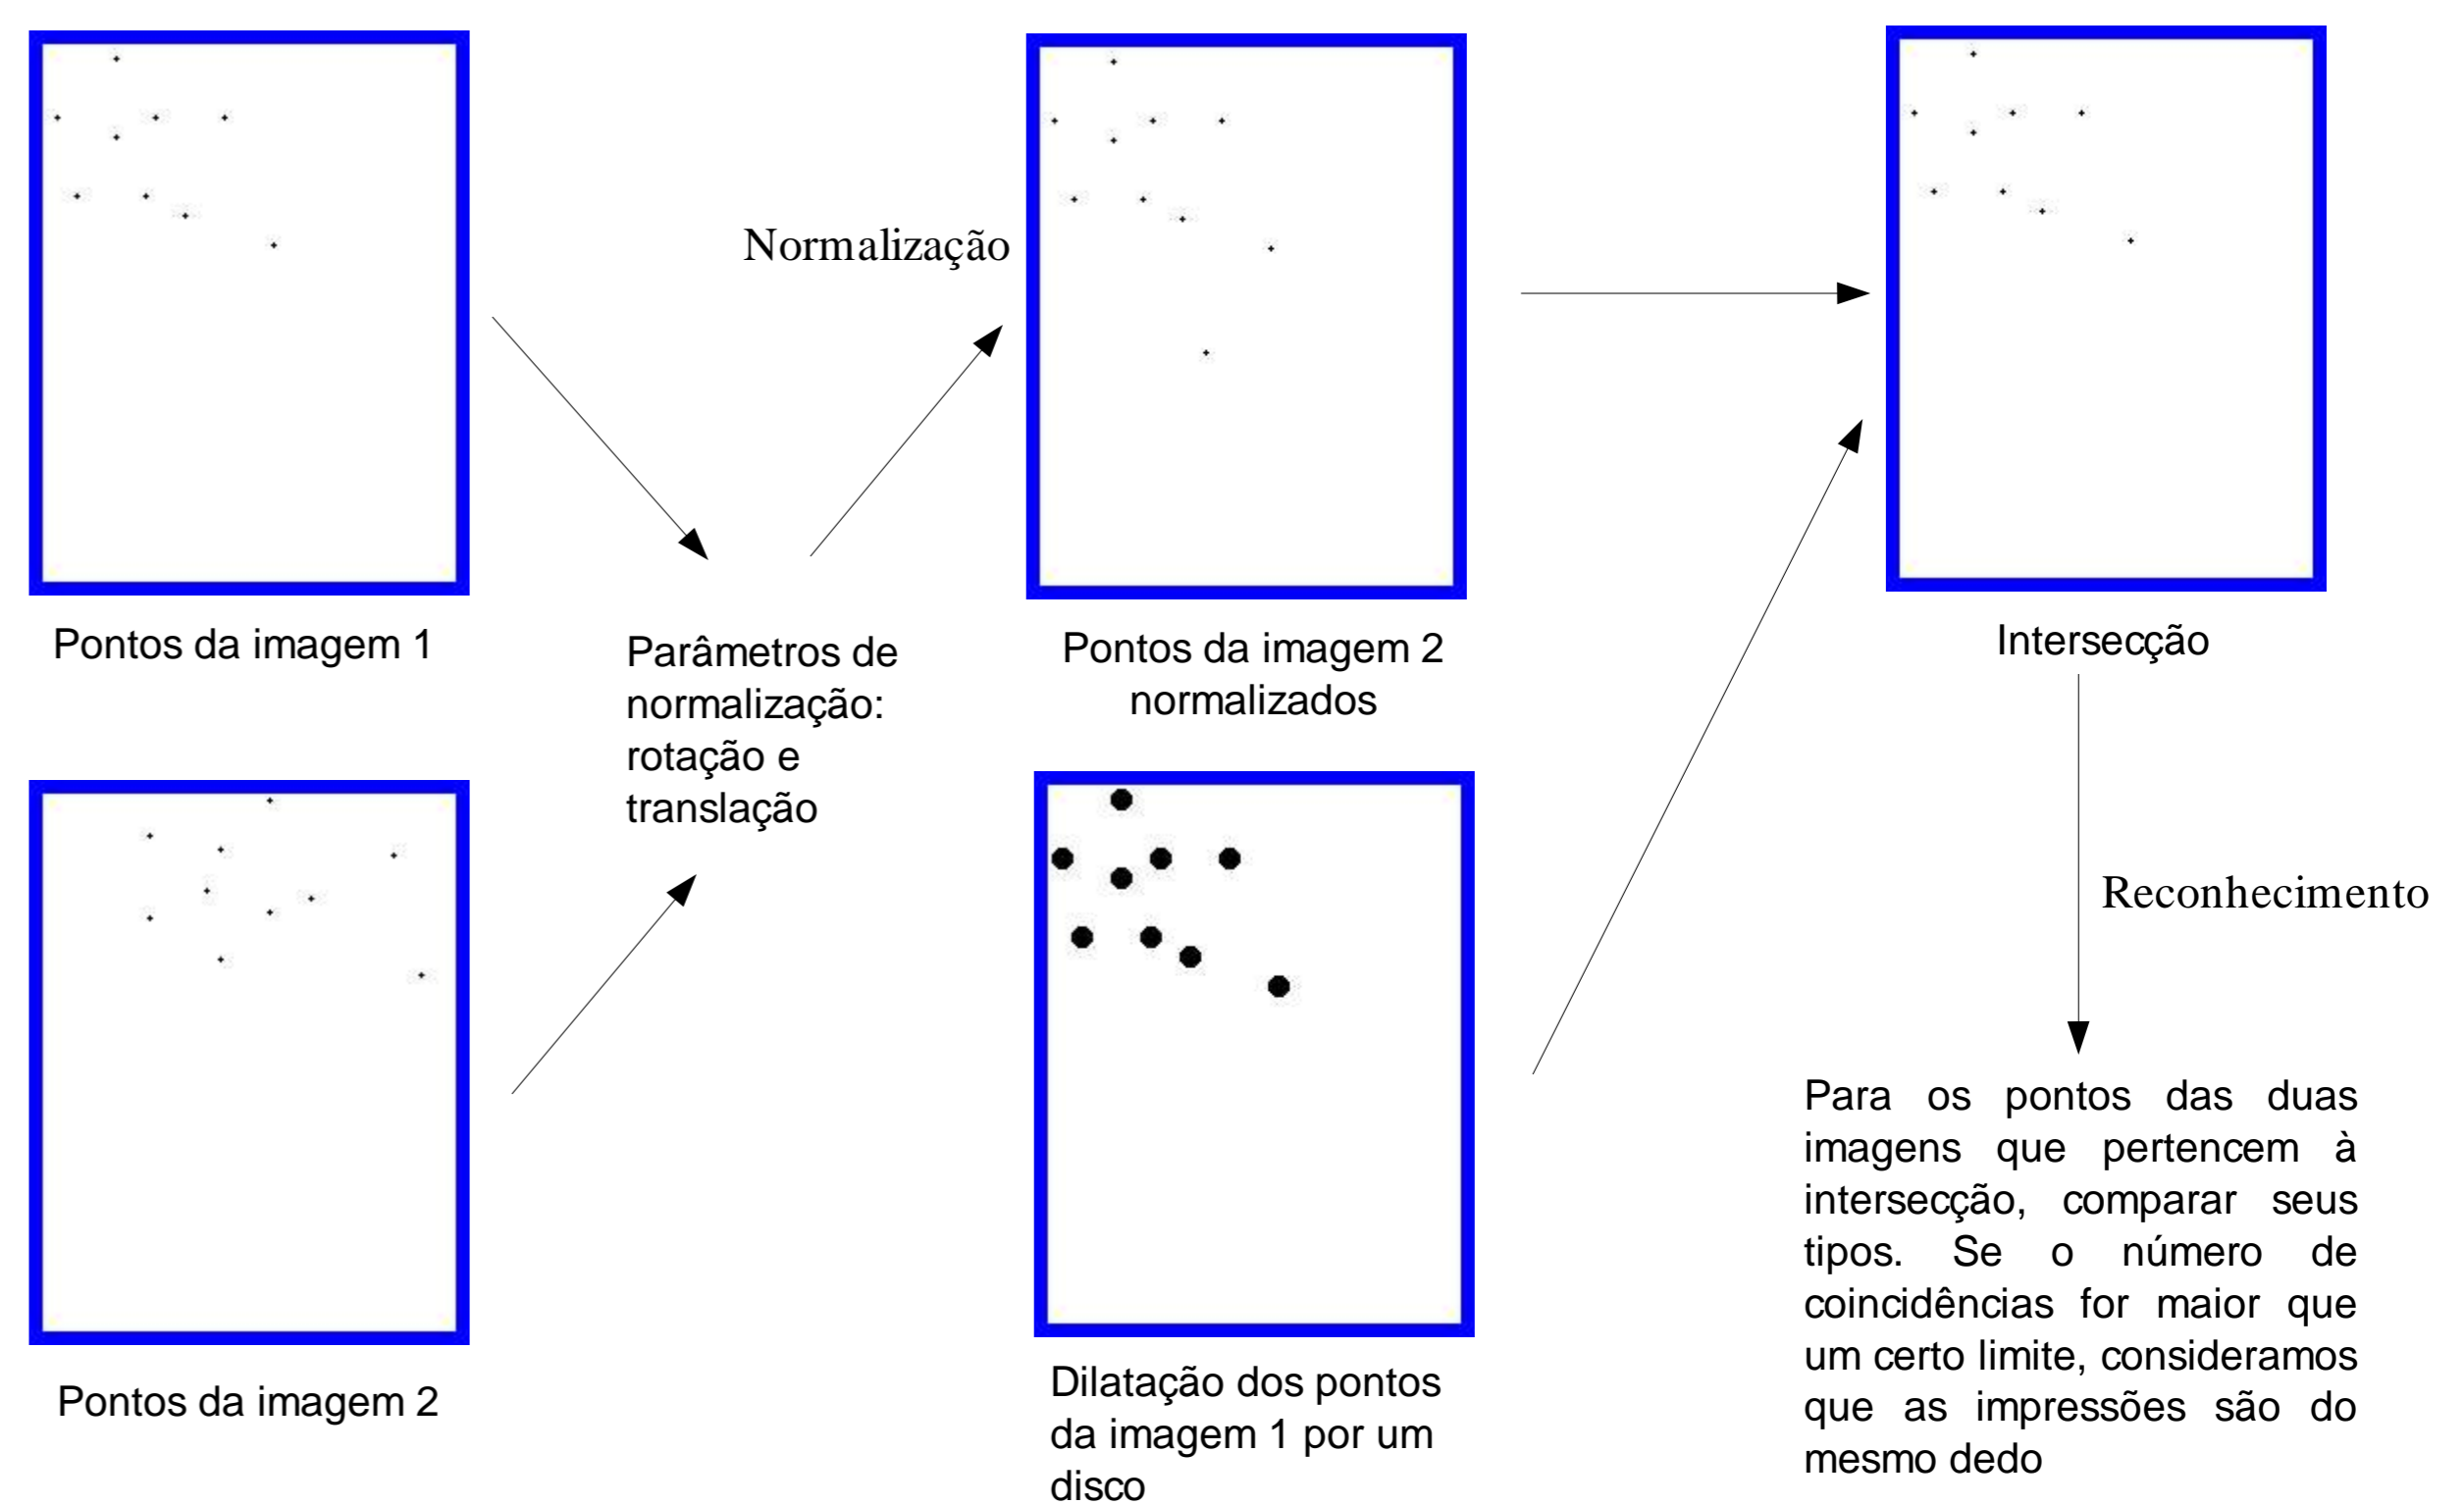 Pontos da imagem 1
Pontos da imagem 2
Parâmetros de
normalização:
rotação e
translação
Normalização
Pontos da imagem 2
normalizados
Dilatação dos pontos
da imagem 1 por um
disco
Intersecção
Reconhecimento
Para os pontos das duas
imagens que pertencem à
intersecção, comparar seus
tipos. Se o número de
coincidências for maior que
um certo limite, consideramos
que as impressões são do
mesmo dedo